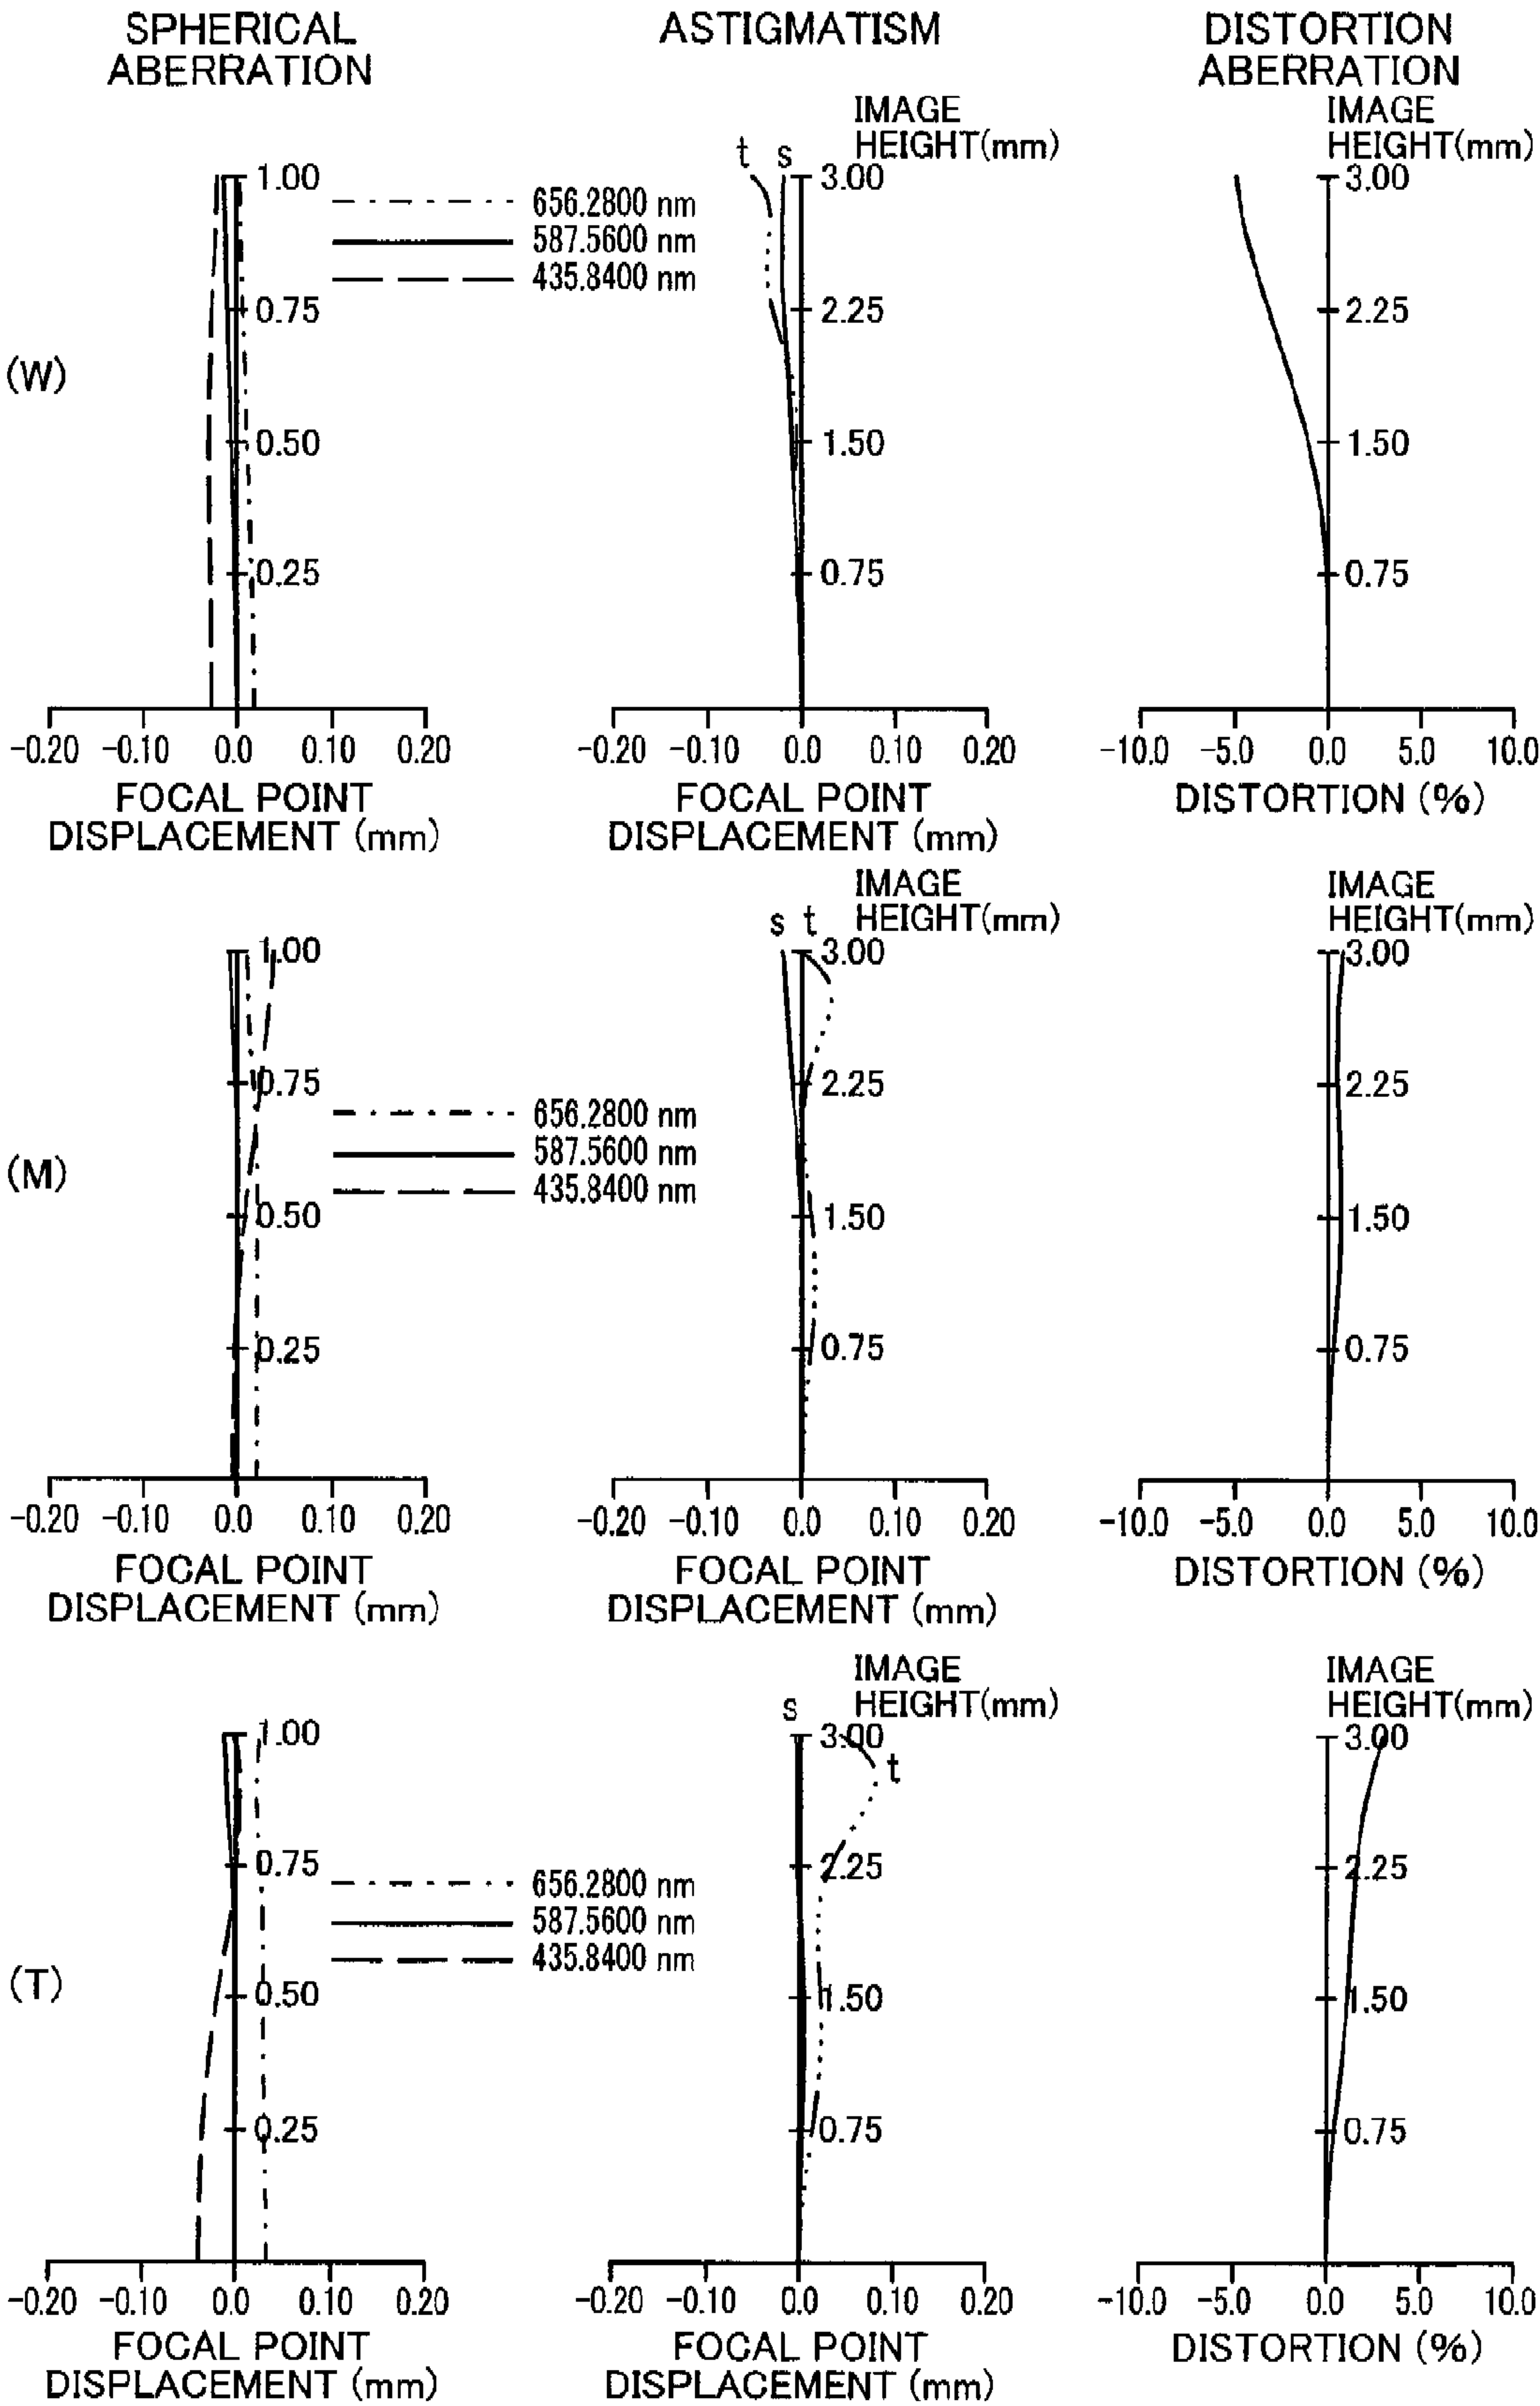 SPHERICAL
ABERRATION
ASTIGMATISM
DISTORTION
ABERRATION
(W)
1.00
0.75
0.50
0.25
656.2800 nm
587.5600 nm
435.8400 nm
-0.20 -0.10 0.0 0.10 0.20
FOCAL POINT
DISPLACEMENT (mm)
t s
IMAGE
HEIGHT(mm)
3.00
2.25
1.50
0.75
-0.20 -0.10 0.0 0.10 0.20
FOCAL POINT
DISPLACEMENT (mm)
IMAGE
HEIGHT(mm)
3.00
2.25
1.50
0.75
-10.0 -5.0 0.0 5.0 10.0
DISTORTION (%)
(M)
1.00
0.75
0.50
0.25
656.2800 nm
587.5600 nm
435.8400 nm
-0.20 -0.10 0.0 0.10 0.20
FOCAL POINT
DISPLACEMENT (mm)
s t
IMAGE
HEIGHT(mm)
3.00
2.25
1.50
0.75
-0.20 -0.10 0.0 0.10 0.20
FOCAL POINT
DISPLACEMENT (mm)
IMAGE
HEIGHT(mm)
3.00
2.25
1.50
0.75
-10.0 -5.0 0.0 5.0 10.0
DISTORTION (%)
(T)
1.00
0.75
0.50
0.25
656.2800 nm
587.5600 nm
435.8400 nm
-0.20 -0.10 0.0 0.10 0.20
FOCAL POINT
DISPLACEMENT (mm)
s
IMAGE
HEIGHT(mm)
3.00
t
2.25
1.50
0.75
-0.20 -0.10 0.0 0.10 0.20
FOCAL POINT
DISPLACEMENT (mm)
IMAGE
HEIGHT(mm)
3.00
2.25
1.50
0.75
-10.0 -5.0 0.0 5.0 10.0
DISTORTION (%)